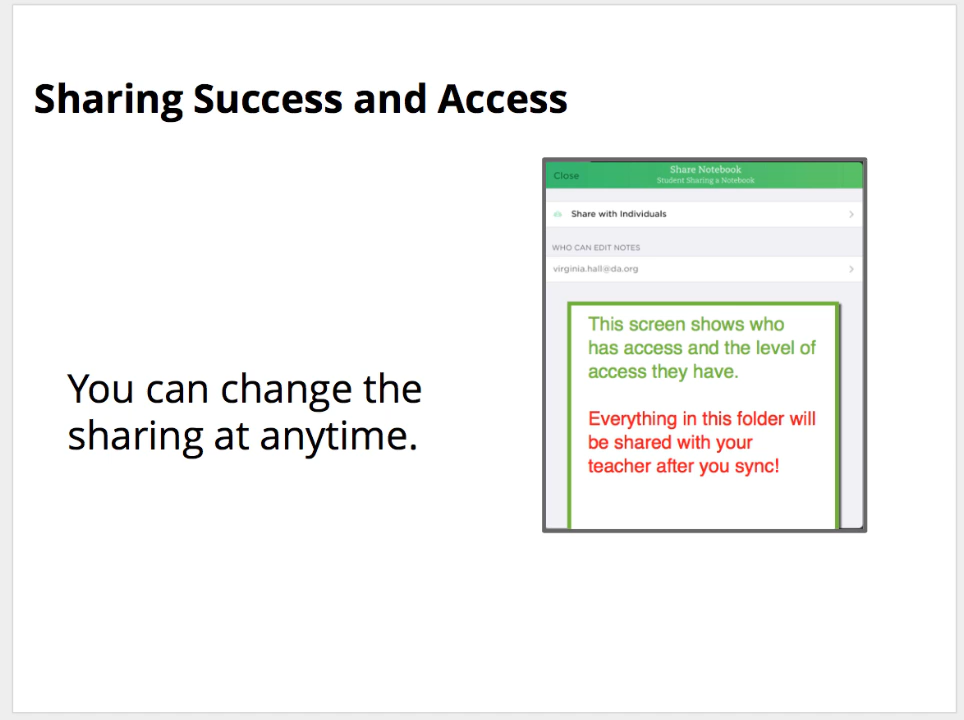 Sharing Success and Access
Close
Share Notebook
Student Sharing a Notebook
Share with Individuals
WHO CAN EDIT NOTES
virginia.hall@da.org
This screen shows who
has access and the level of
access they have.
Everything in this folder will
be shared with your
teacher after you sync!
You can change the
sharing at anytime.